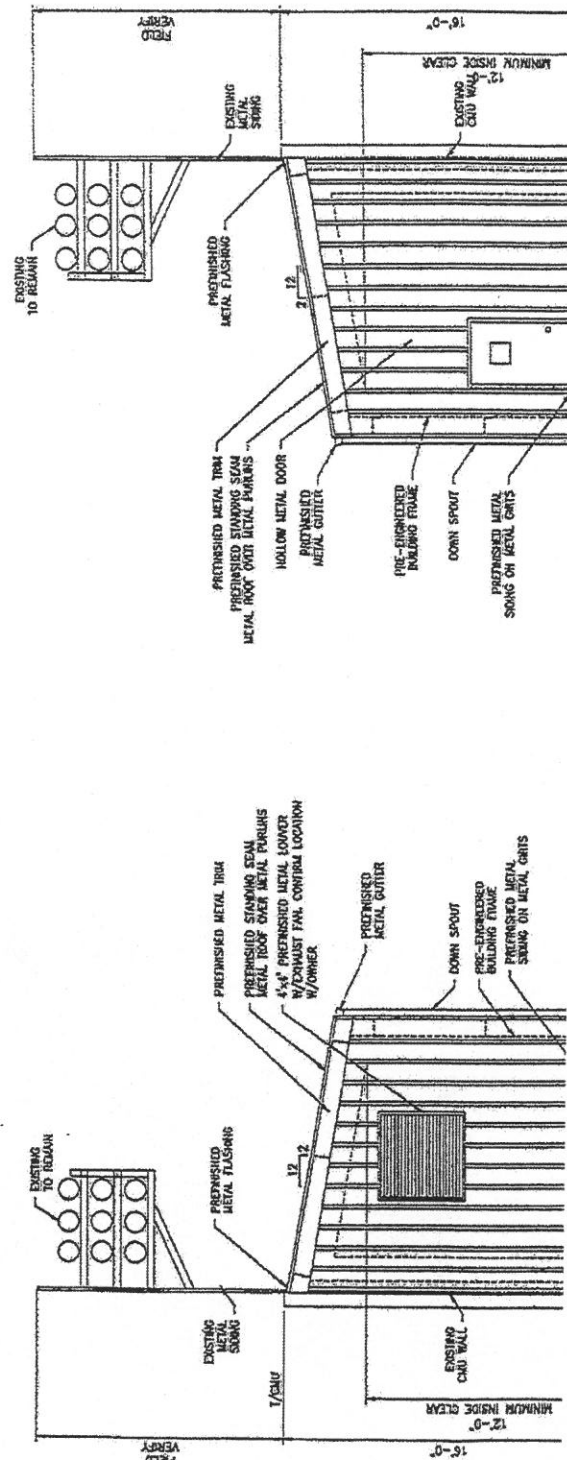 EXISTING
TO REMAIN
EXISTING
METAL
SIDING
PREFINISHED
METAL FLASHING
12
12
PREFINISHED METAL TRIM
PREFINISHED STANDING SEAM
METAL ROOF OVER METAL PURLINS
4'x4' PREFINISHED METAL LOUVER
W/EXHAUST FAN. CONFIRM LOCATION
W/OWNER
PREFINISHED
METAL GUTTER
DOWN SPOUT
PRE-ENGINEERED
BUILDING FRAME
PREFINISHED METAL
SIDING ON METAL GIRTS
EXISTING
CMU WALL
T/CMU
FIELD
VERIFY
16'-0"
12'-0"
MINIMUM INSIDE CLEAR
EXISTING
TO REMAIN
EXISTING
METAL
SIDING
PREFINISHED
METAL FLASHING
12
2
PREFINISHED METAL TRIM
PREFINISHED STANDING SEAM
METAL ROOF OVER METAL PURLINS
HOLLOW METAL DOOR
PREFINISHED
METAL GUTTER
PRE-ENGINEERED
BUILDING FRAME
DOWN SPOUT
PREFINISHED METAL
SIDING ON METAL GIRTS
EXISTING
CMU WALL
FIELD
VERIFY
16'-0"
12'-0"
MINIMUM INSIDE CLEAR